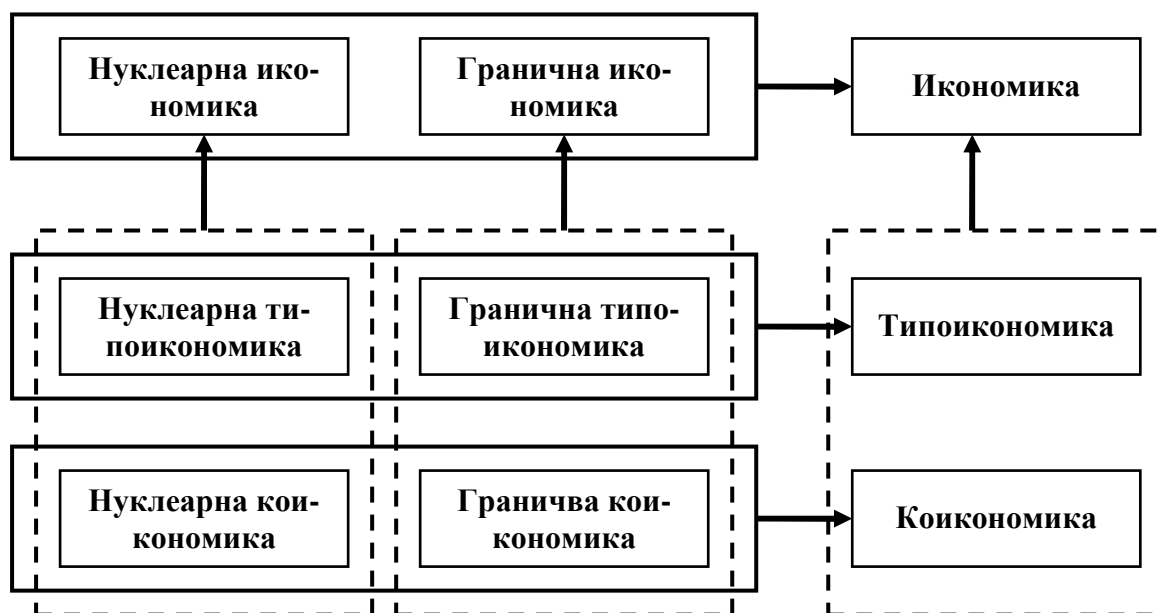 Нуклеарна ико-
номика
Гранична ико-
номика
Икономика
Нуклеарна ти-
поикономика
Гранична типо-
икономика
Типоикономика
Нуклеарна кои-
кономика
Граничва кои-
кономика
Коикономика